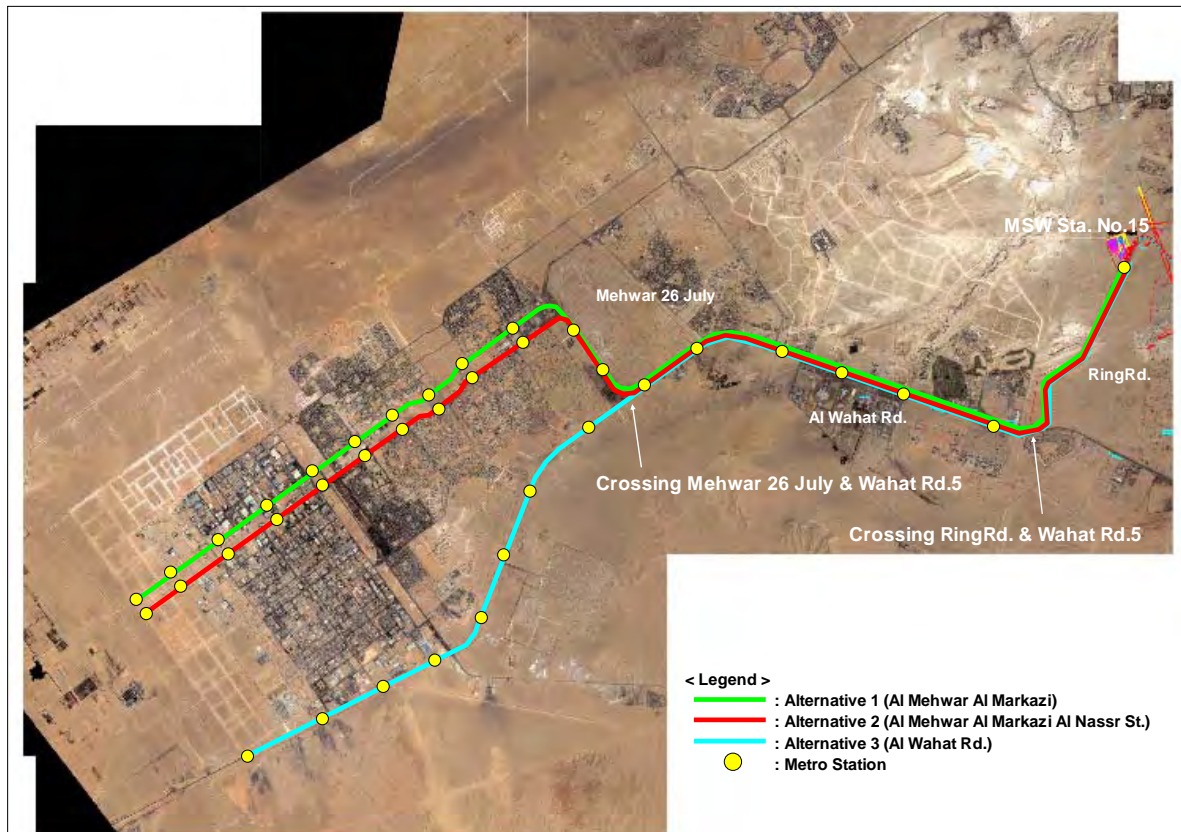 MSW Sta. No.15
Mehwar 26 July
RingRd.
Al Wahat Rd.
Crossing Mehwar 26 July & Wahat Rd.5
Crossing RingRd. & Wahat Rd.5
< Legend >
: Alternative 1 (Al Mehwar Al Markazi)
: Alternative 2 (Al Mehwar Al Markazi Al Nassr St.)
: Alternative 3 (Al Wahat Rd.)
: Metro Station